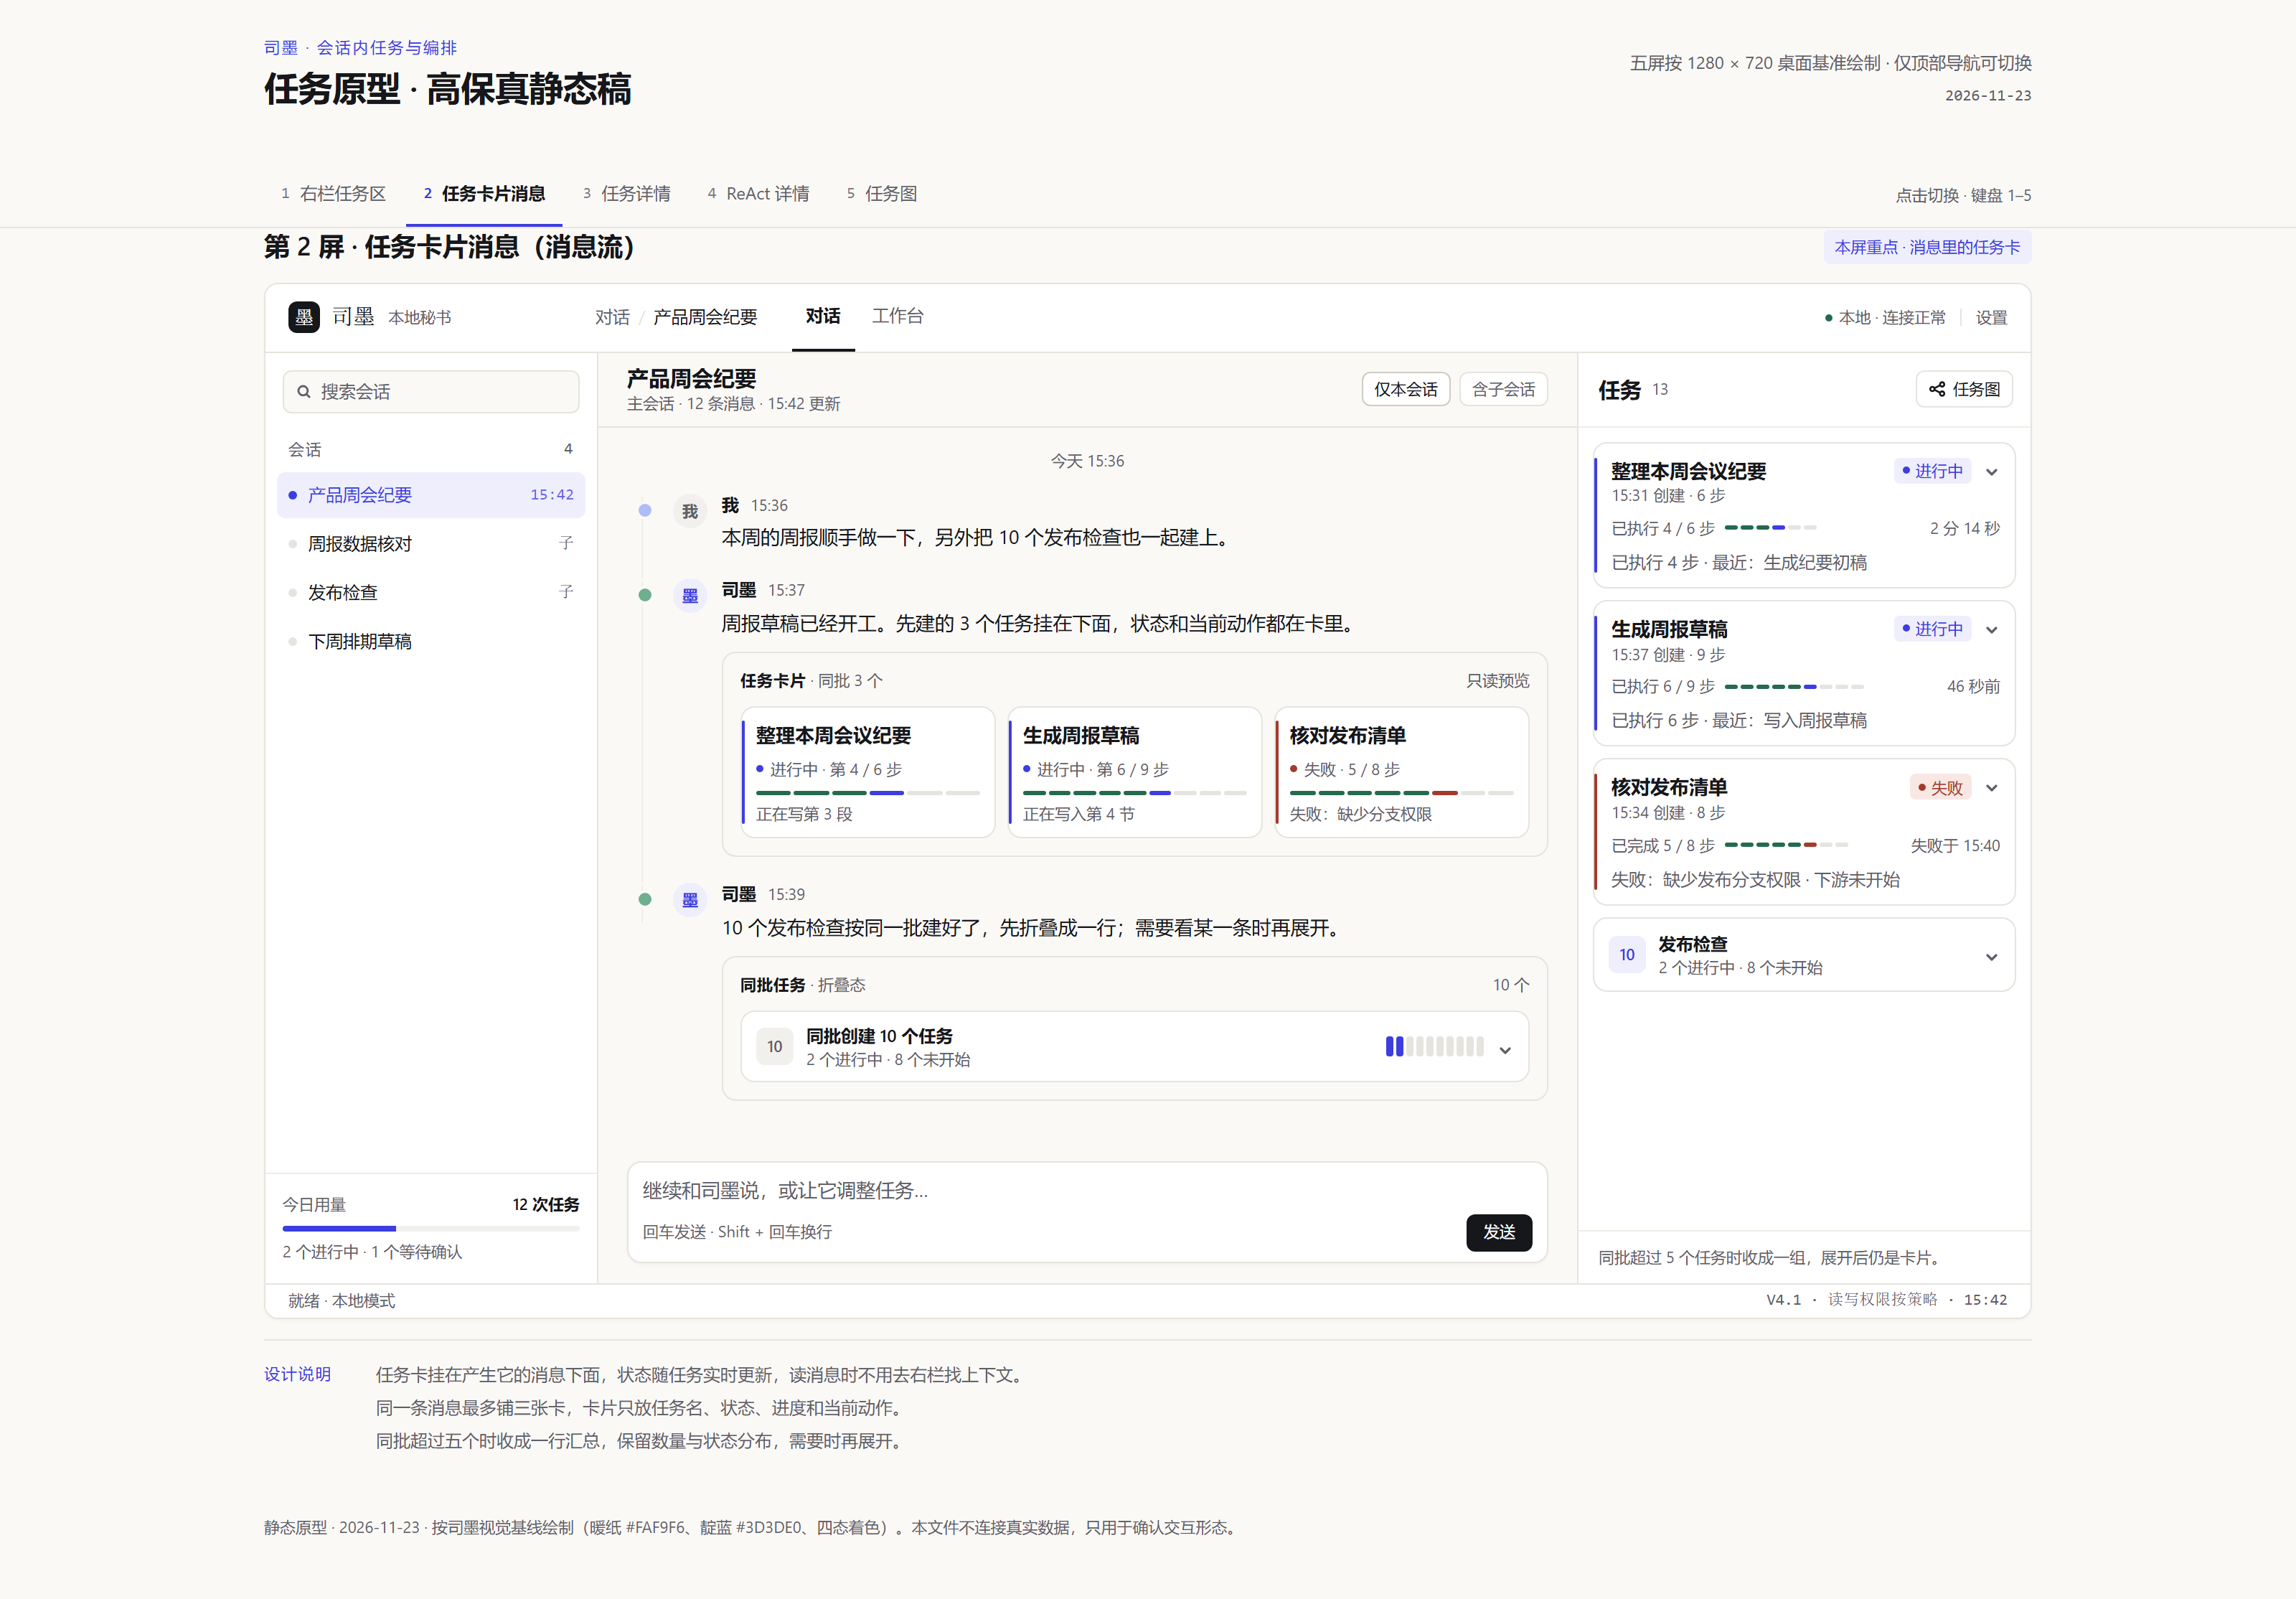 司墨 · 会话内任务与编排
任务原型 · 高保真静态稿
五屏按 1280 × 720 桌面基准绘制 · 仅顶部导航可切换
2026-11-23
1 右栏任务区
2 任务卡片消息
3 任务详情
4 ReAct 详情
5 任务图
点击切换 · 键盘 1–5
第 2 屏 · 任务卡片消息（消息流）
本屏重点 · 消息里的任务卡
墨 司墨 本地秘书
对话 / 产品周会纪要
对话
工作台
本地 · 连接正常
设置
搜索会话
会话 4
产品周会纪要 15:42
周报数据核对 子
发布检查 子
下周排期草稿
今日用量 12 次任务
2 个进行中 · 1 个等待确认
产品周会纪要
主会话 · 12 条消息 · 15:42 更新
仅本会话
含子会话
今天 15:36
我 我 15:36
本周的周报顺手做一下，另外把 10 个发布检查也一起建上。
墨 司墨 15:37
周报草稿已经开工。先建的 3 个任务挂在下面，状态和当前动作都在卡里。
任务卡片 · 同批 3 个
只读预览
整理本周会议纪要
进行中 · 第 4 / 6 步
正在写第 3 段
生成周报草稿
进行中 · 第 6 / 9 步
正在写入第 4 节
核对发布清单
失败 · 5 / 8 步
失败：缺少分支权限
墨 司墨 15:39
10 个发布检查按同一批建好了，先折叠成一行；需要看某一条时再展开。
同批任务 · 折叠态
10 个
10
同批创建 10 个任务
2 个进行中 · 8 个未开始
继续和司墨说，或让它调整任务…
回车发送 · Shift + 回车换行
发送
任务 13
任务图
整理本周会议纪要
进行中
15:31 创建 · 6 步
已执行 4 / 6 步
2 分 14 秒
已执行 4 步 · 最近：生成纪要初稿
生成周报草稿
进行中
15:37 创建 · 9 步
已执行 6 / 9 步
46 秒前
已执行 6 步 · 最近：写入周报草稿
核对发布清单
失败
15:34 创建 · 8 步
已完成 5 / 8 步
失败于 15:40
失败：缺少发布分支权限 · 下游未开始
10
发布检查
2 个进行中 · 8 个未开始
同批超过 5 个任务时收成一组，展开后仍是卡片。
就绪 · 本地模式
V4.1 · 读写权限按策略 · 15:42
设计说明
任务卡挂在产生它的消息下面，状态随任务实时更新，读消息时不用去右栏找上下文。
同一条消息最多铺三张卡，卡片只放任务名、状态、进度和当前动作。
同批超过五个时收成一行汇总，保留数量与状态分布，需要时再展开。
静态原型 · 2026-11-23 · 按司墨视觉基线绘制（暖纸 #FAF9F6、靛蓝 #3D3DE0、四态着色）。本文件不连接真实数据，只用于确认交互形态。